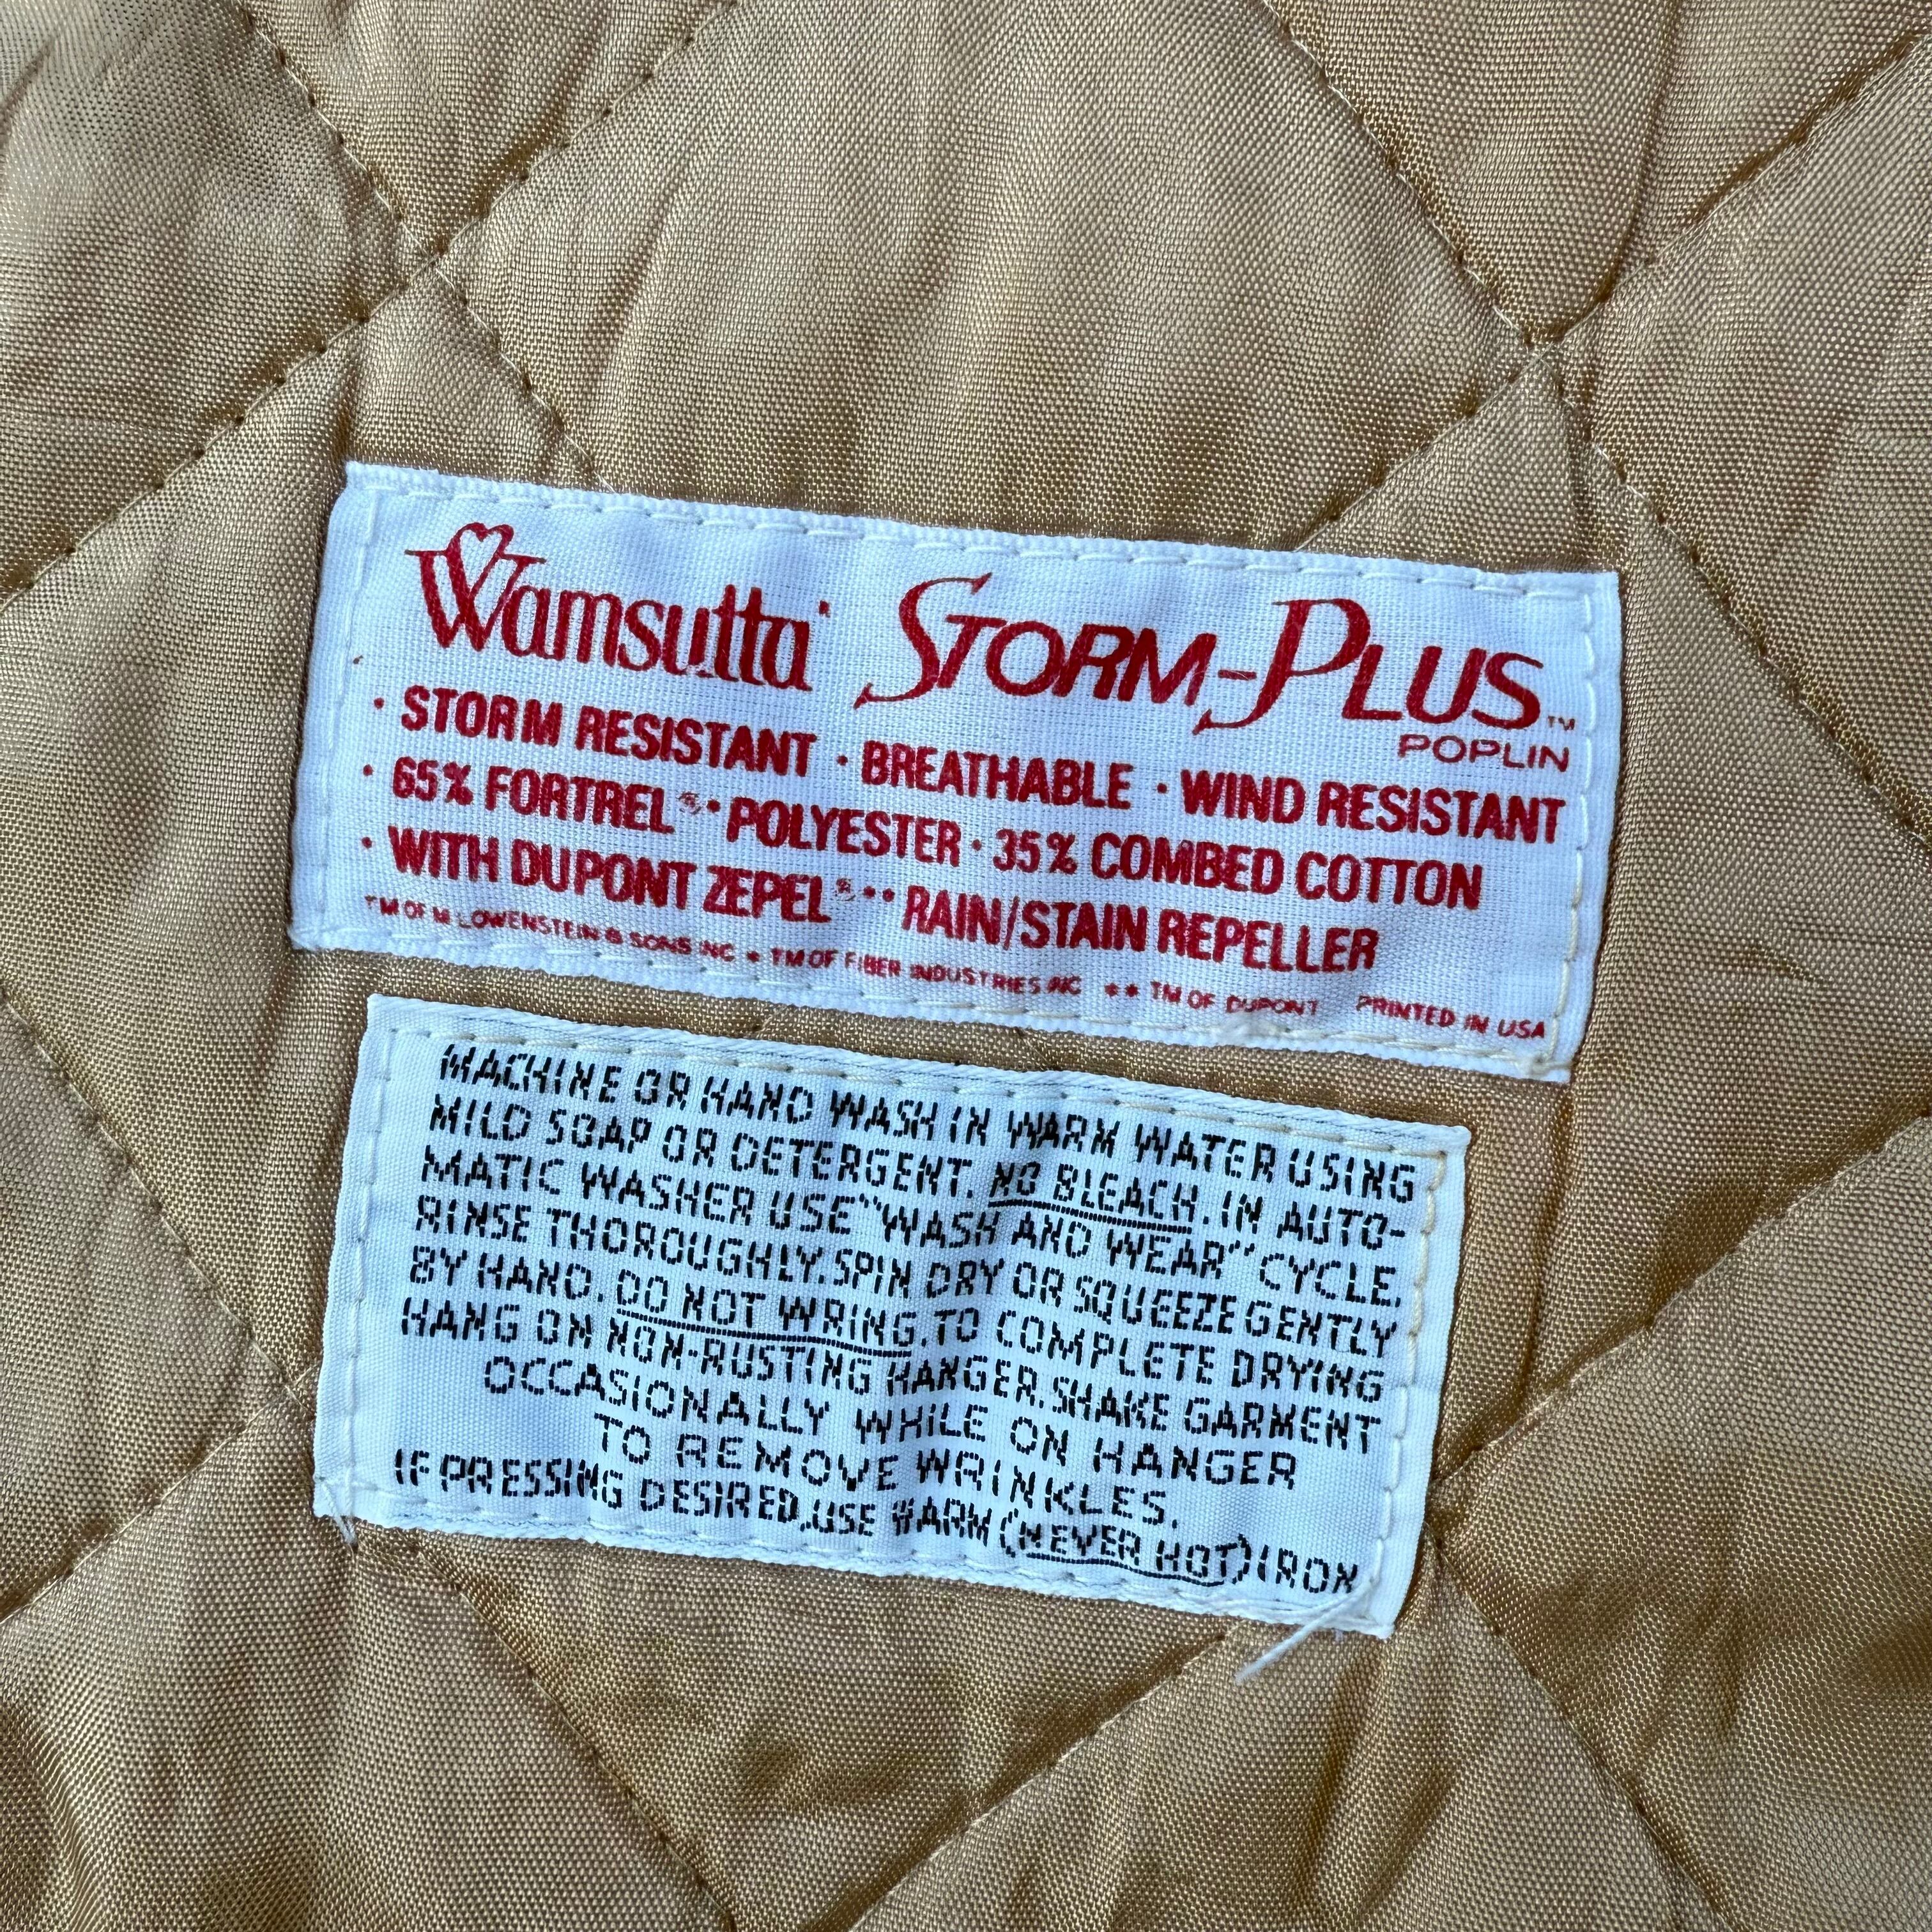 Wamsutta® STORM-PLUS™
POPLIN
· STORM RESISTANT · BREATHABLE · WIND RESISTANT
· 65% FORTREL®* POLYESTER · 35% COMBED COTTON
· WITH DUPONT ZEPEL®** RAIN/STAIN REPELLER
TM OF M LOWENSTEIN & SONS INC * TM OF FIBER INDUSTRIES INC ** TM OF DUPONT PRINTED IN USA
MACHINE OR HAND WASH IN WARM WATER USING
MILD SOAP OR DETERGENT. NO BLEACH. IN AUTO-
MATIC WASHER USE "WASH AND WEAR" CYCLE.
RINSE THOROUGHLY. SPIN DRY OR SQUEEZE GENTLY
BY HAND. DO NOT WRING. TO COMPLETE DRYING
HANG ON NON-RUSTING HANGER. SHAKE GARMENT
OCCASIONALLY WHILE ON HANGER
TO REMOVE WRINKLES.
IF PRESSING DESIRED, USE WARM (NEVER HOT) IRON